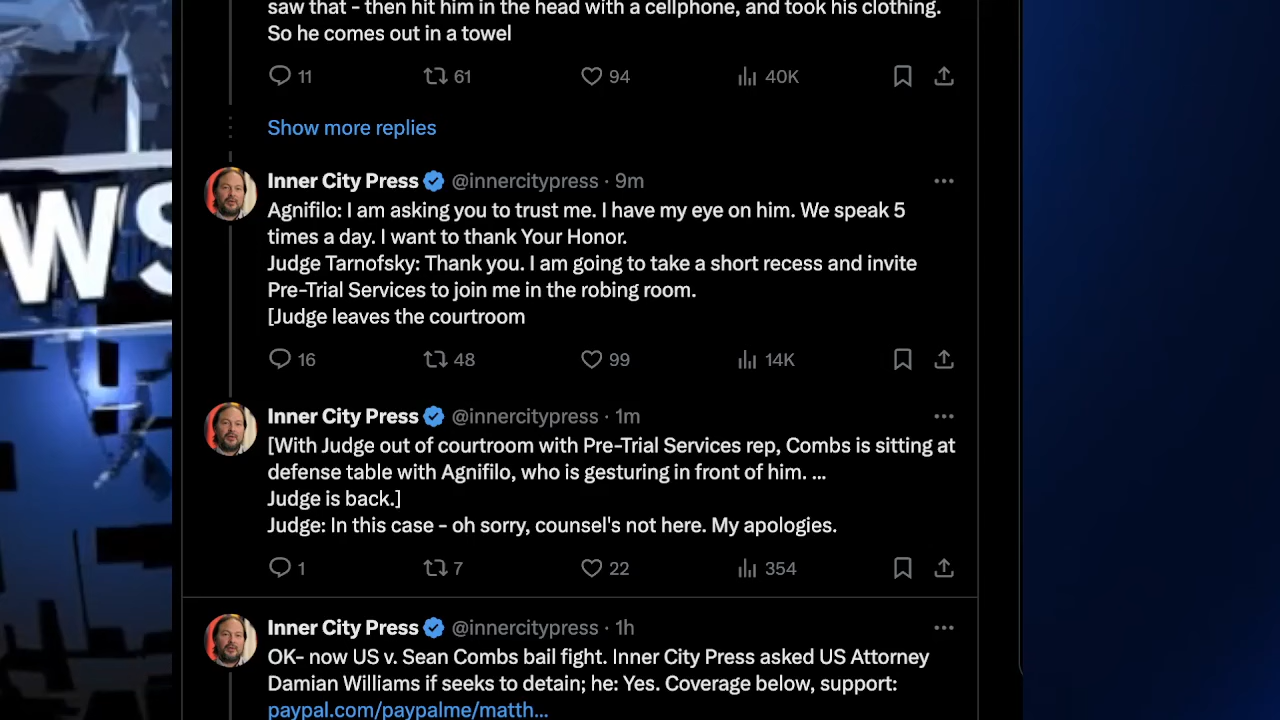 saw that - then hit him in the head with a cellphone, and took his clothing.
So he comes out in a towel
11 61 94 40K
Show more replies
Inner City Press @innercitypress · 9m
Agnifilo: I am asking you to trust me. I have my eye on him. We speak 5
times a day. I want to thank Your Honor.
Judge Tarnofsky: Thank you. I am going to take a short recess and invite
Pre-Trial Services to join me in the robing room.
[Judge leaves the courtroom
16 48 99 14K
WS
Inner City Press @innercitypress · 1m
[With Judge out of courtroom with Pre-Trial Services rep, Combs is sitting at
defense table with Agnifilo, who is gesturing in front of him. ...
Judge is back.]
Judge: In this case - oh sorry, counsel's not here. My apologies.
1 7 22 354
Inner City Press @innercitypress · 1h
OK- now US v. Sean Combs bail fight. Inner City Press asked US Attorney
Damian Williams if seeks to detain; he: Yes. Coverage below, support:
paypal.com/paypalme/matth...